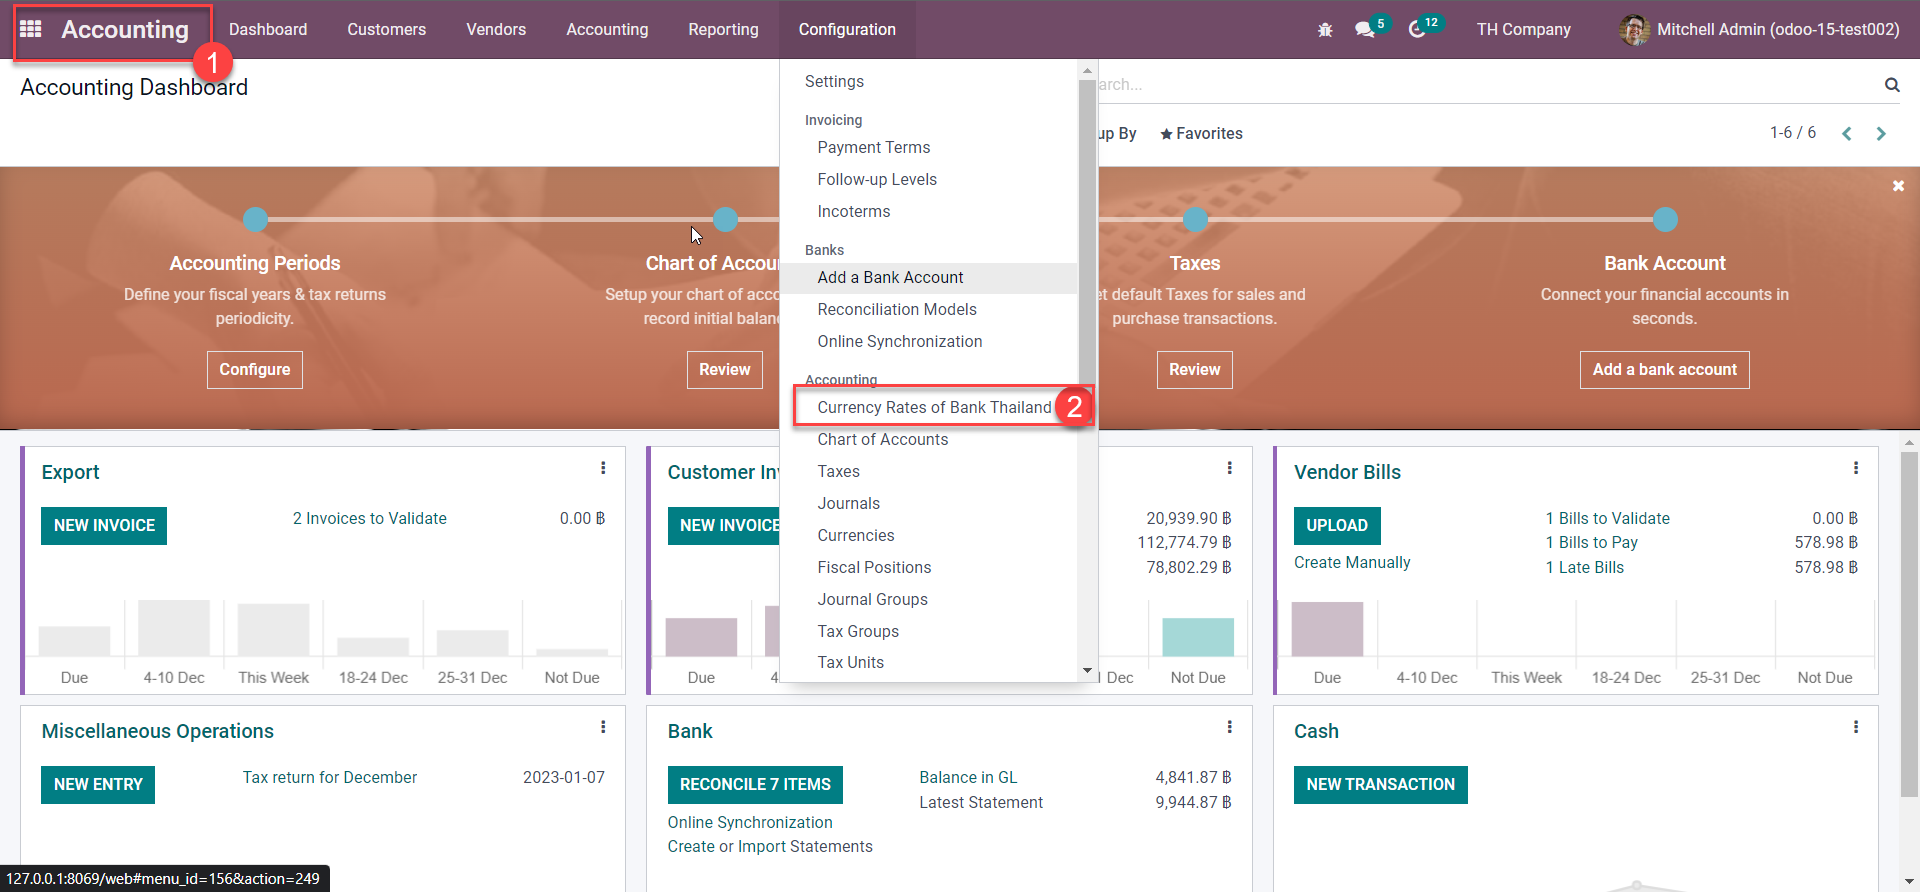 Accounting
Dashboard
Customers
Vendors
Accounting
Reporting
Configuration
5
12
TH Company
Mitchell Admin (odoo-15-test002)
1
Accounting Dashboard
arch...
up By
Favorites
1-6 / 6
Settings
Invoicing
Payment Terms
Follow-up Levels
Incoterms
Banks
Add a Bank Account
Reconciliation Models
Online Synchronization
Accounting
Currency Rates of Bank Thailand
2
Chart of Accounts
Taxes
Journals
Currencies
Fiscal Positions
Journal Groups
Tax Groups
Tax Units
Accounting Periods
Define your fiscal years & tax returns
periodicity.
Configure
Chart of Accou
Setup your chart of acco
record initial balan
Review
Taxes
t default Taxes for sales and
purchase transactions.
Review
Bank Account
Connect your financial accounts in
seconds.
Add a bank account
Export
NEW INVOICE
2 Invoices to Validate
0.00 ฿
Due
4-10 Dec
This Week
18-24 Dec
25-31 Dec
Not Due
Customer Inv
NEW INVOICE
20,939.90 ฿
112,774.79 ฿
78,802.29 ฿
Due
4
1 Dec
Not Due
Vendor Bills
UPLOAD
Create Manually
1 Bills to Validate
0.00 ฿
1 Bills to Pay
578.98 ฿
1 Late Bills
578.98 ฿
Due
4-10 Dec
This Week
18-24 Dec
25-31 Dec
Not Due
Miscellaneous Operations
NEW ENTRY
Tax return for December
2023-01-07
Bank
RECONCILE 7 ITEMS
Online Synchronization
Create or Import Statements
Balance in GL
4,841.87 ฿
Latest Statement
9,944.87 ฿
Cash
NEW TRANSACTION
127.0.0.1:8069/web#menu_id=156&action=249